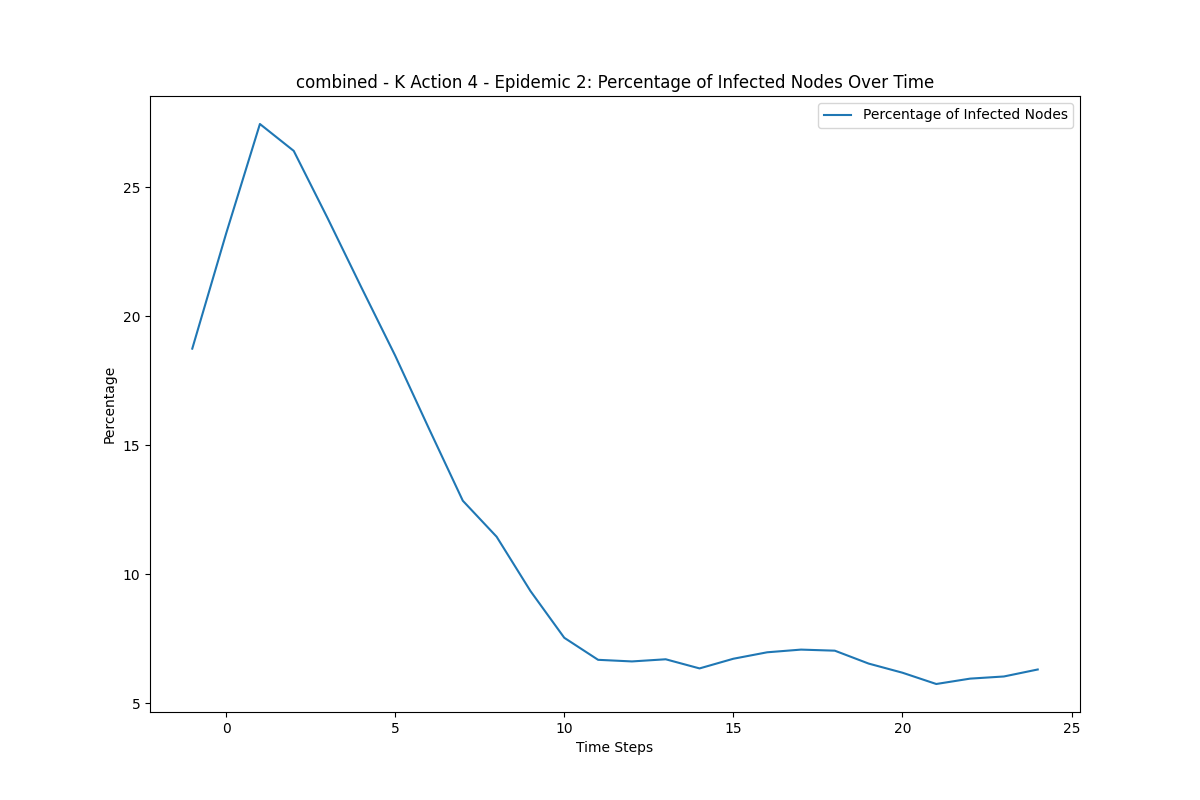 combined - K Action 4 - Epidemic 2: Percentage of Infected Nodes Over Time
Percentage of Infected Nodes
Percentage
25
20
15
10
5
0 5 10 15 20 25
Time Steps